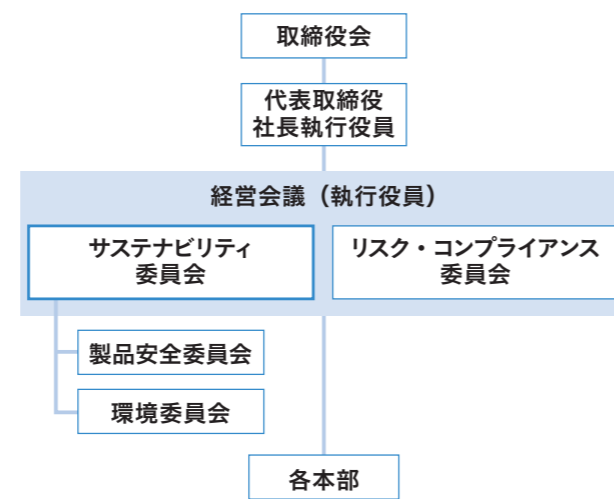 取締役会
代表取締役
社長執行役員
経営会議（執行役員）
サステナビリティ
委員会
リスク・コンプライアンス
委員会
製品安全委員会
環境委員会
各本部